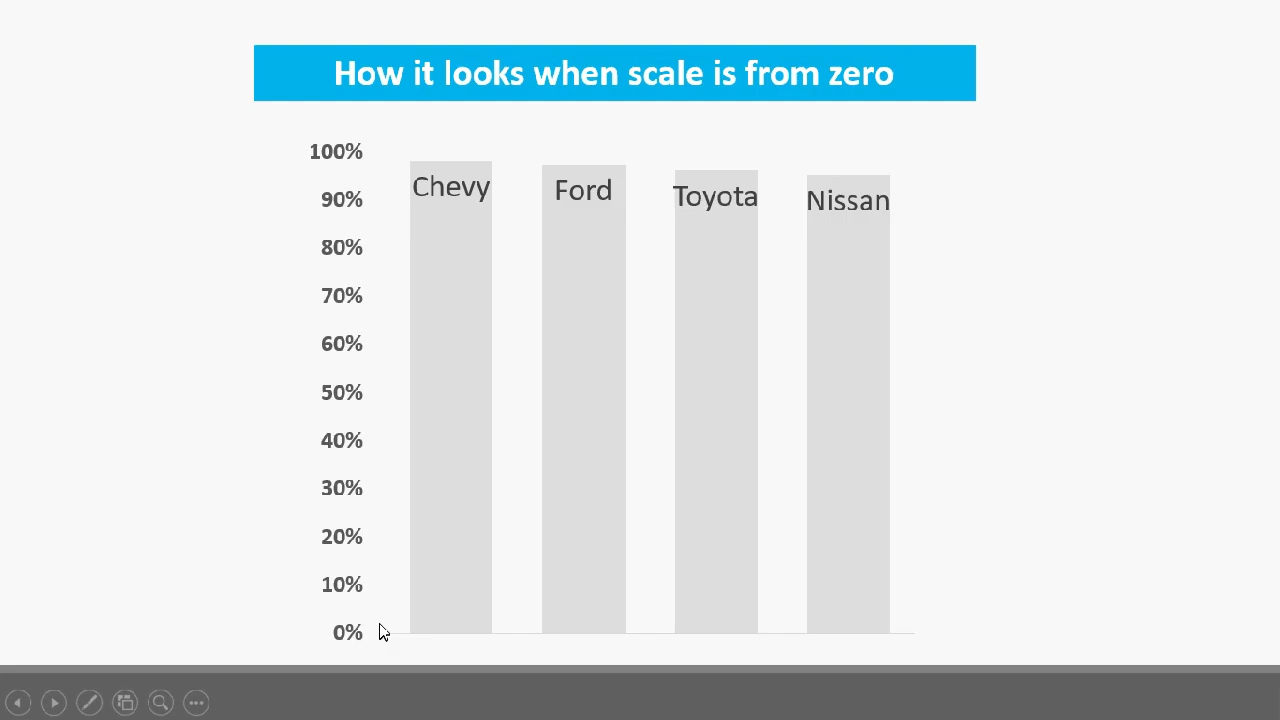 How it looks when scale is from zero
100%
90%
80%
70%
60%
50%
40%
30%
20%
10%
0%
Chevy
Ford
Toyota
Nissan